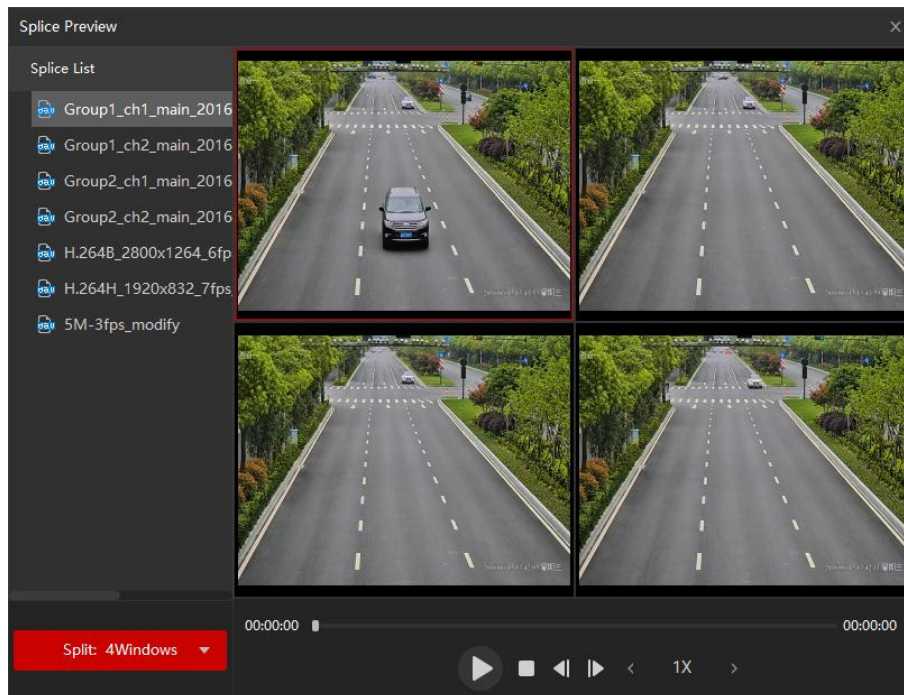 Splice Preview
Splice List
Group1_ch1_main_2016
Group1_ch2_main_2016
Group2_ch1_main_2016
Group2_ch2_main_2016
H.264B_2800x1264_6fp
H.264H_1920x832_7fps
5M-3fps_modify
00:00:00
00:00:00
Split: 4Windows
1X